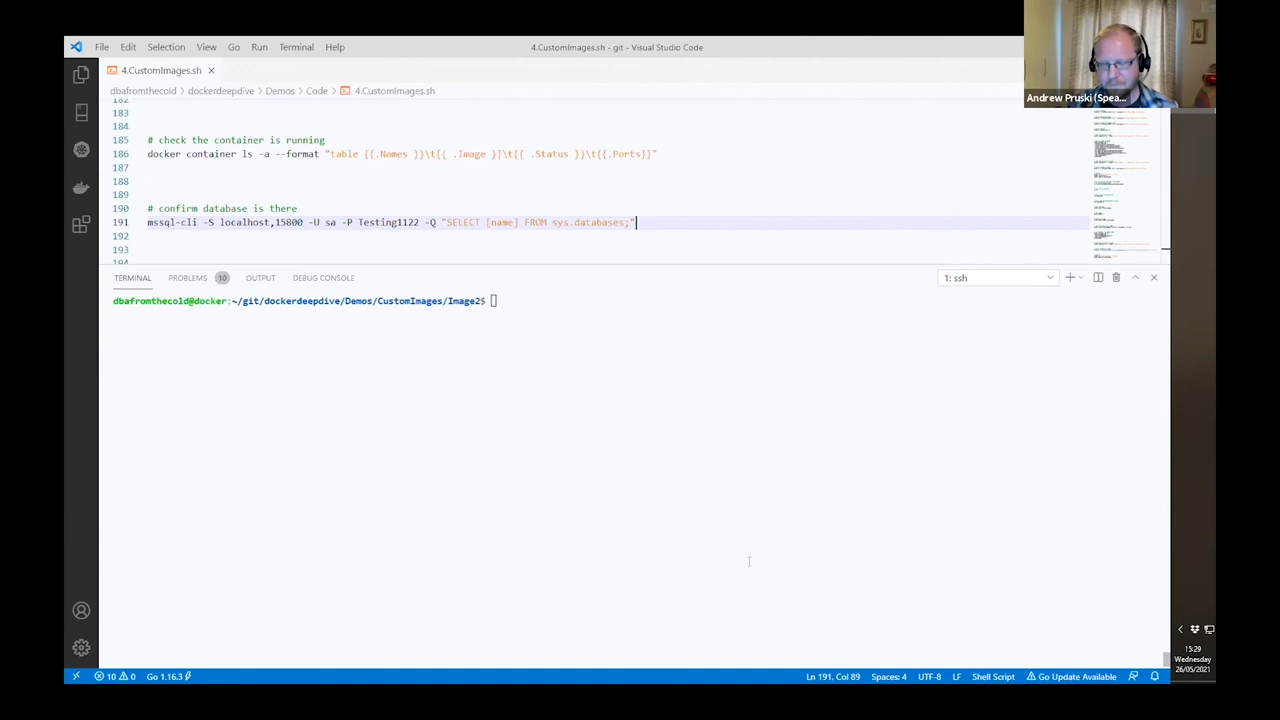 File Edit Selection View Go Run Terminal Help
4.CustomImages.sh - git - Visual Studio Code
4.CustomImages.sh
dbafromthecold > dockerdeepdive > Demos > Code > 4.CustomImages.sh
182
183
184
185 # check the container is running
186 docker container ls -a --format "table {{.Names }}\t{{ .Image }}\t{{ .Status }}\t{{.Ports}}"
187
188
189
190 # confirm database is there
191 mssql-cli -S localhost,15800 -U sa -P Testing1122 -Q "SELECT [name] FROM sys.databases;"
192
193
194
Andrew Pruski (Spea...
TERMINAL PROBLEMS 10 OUTPUT DEBUG CONSOLE
1: ssh
dbafromthecold@docker:~/git/dockerdeepdive/Demos/CustomImages/Image2$
15:29
Wednesday
26/05/2021
10 0 Go 1.16.3
Ln 191, Col 89 Spaces: 4 UTF-8 LF Shell Script Go Update Available